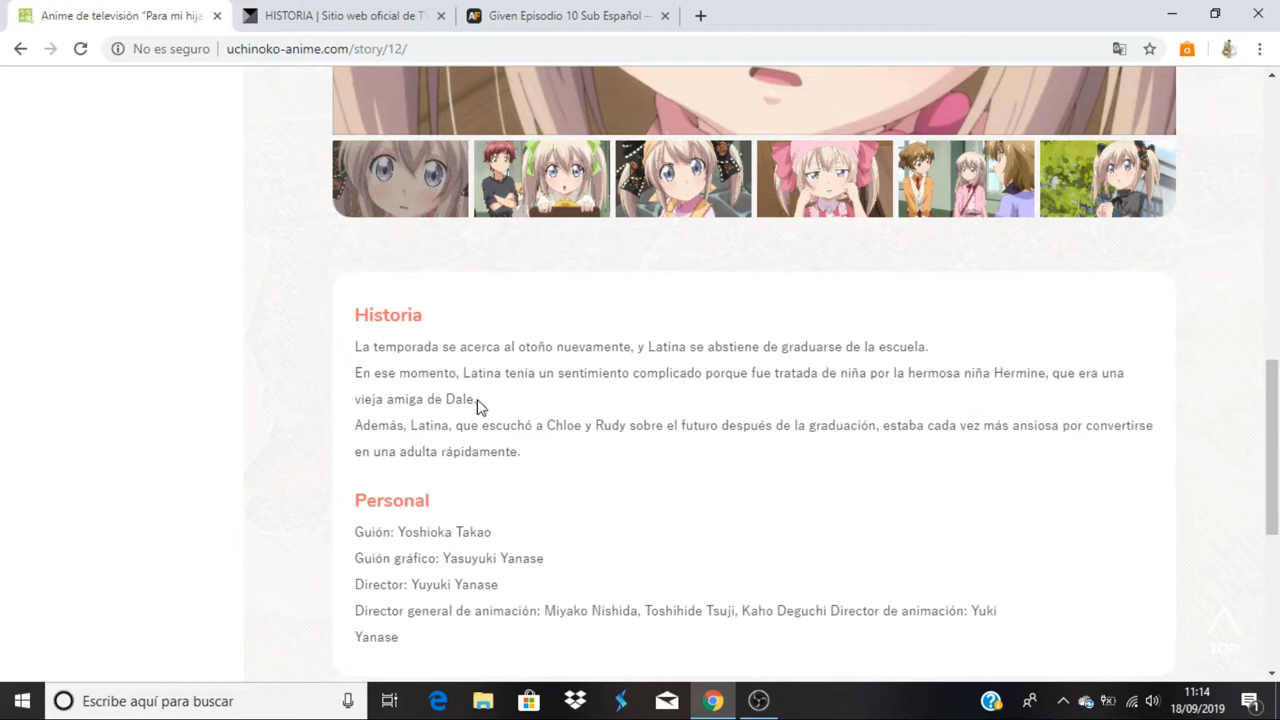 Anime de televisión “Para mi hija
HISTORIA | Sitio web oficial de TV
Given Episodio 10 Sub Español —
No es seguro
uchinoko-anime.com/story/12/
Historia
La temporada se acerca al otoño nuevamente, y Latina se abstiene de graduarse de la escuela.
En ese momento, Latina tenía un sentimiento complicado porque fue tratada de niña por la hermosa niña Hermine, que era una
vieja amiga de Dale.
Además, Latina, que escuchó a Chloe y Rudy sobre el futuro después de la graduación, estaba cada vez más ansiosa por convertirse
en una adulta rápidamente.
Personal
Guión: Yoshioka Takao
Guión gráfico: Yasuyuki Yanase
Director: Yuyuki Yanase
Director general de animación: Miyako Nishida, Toshihide Tsuji, Kaho Deguchi Director de animación: Yuki
Yanase
TOP
Escribe aquí para buscar
11:14
18/09/2019